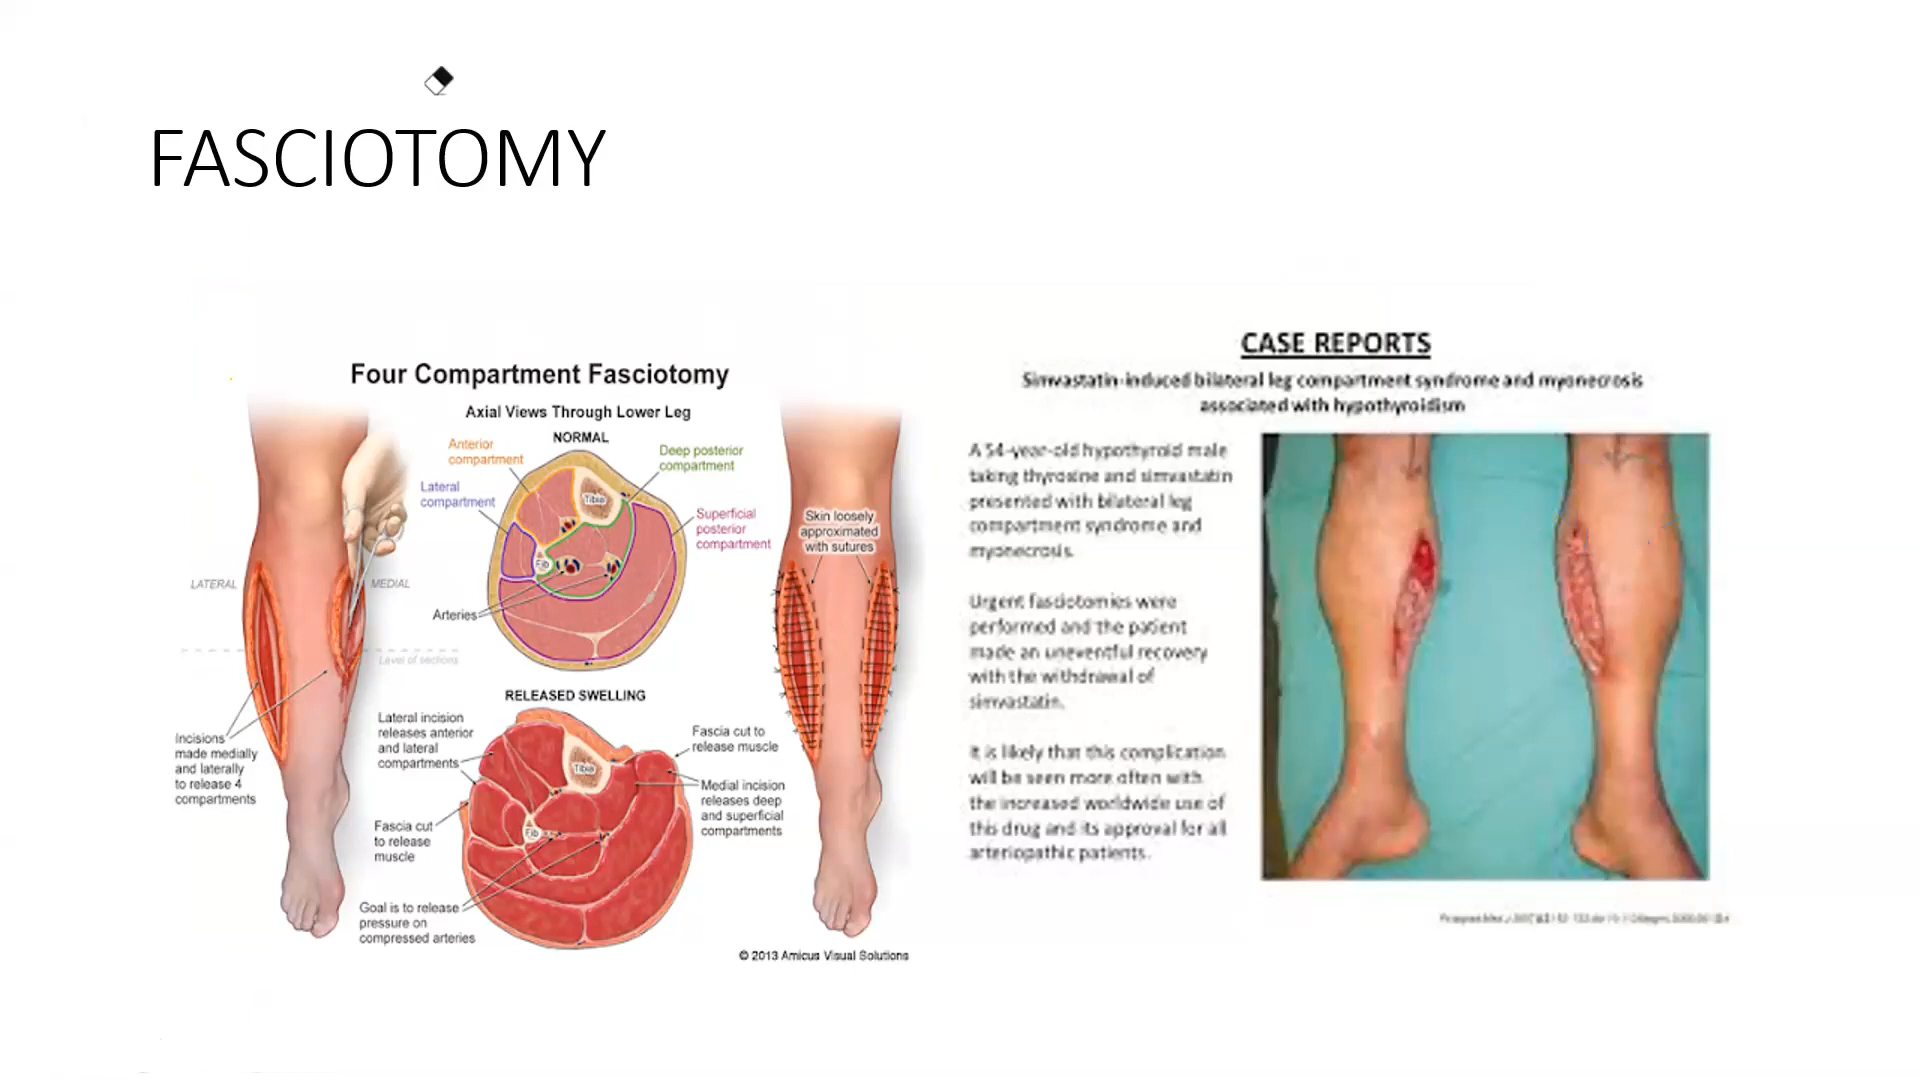 FASCIOTOMY
Four Compartment Fasciotomy
Axial Views Through Lower Leg
NORMAL
Anterior
compartment
Deep posterior
compartment
Lateral
compartment
Tibia
Superficial
posterior
compartment
Fib
Arteries
LATERAL
MEDIAL
Level of sections
Skin loosely
approximated
with sutures
RELEASED SWELLING
Incisions
made medially
and laterally
to release 4
compartments
Lateral incision
releases anterior
and lateral
compartments
Fascia cut to
release muscle
Tibia
Medial incision
releases deep
and superficial
compartments
Fib
Fascia cut
to release
muscle
Goal is to release
pressure on
compressed arteries
© 2013 Amicus Visual Solutions
CASE REPORTS
Simvastatin-induced bilateral leg compartment syndrome and myonecrosis
associated with hypothyroidism
A 54-year-old hypothyroid male
taking thyrosine and simvastatin
presented with bilateral leg
compartment syndrome and
myonecrosis.
Urgent fasciotomies were
performed and the patient
made an uneventful recovery
with the withdrawal of
simvastatin.
It is likely that this complication
will be seen more often with
the increased worldwide use of
this drug and its approval for all
arteriopathic patients.